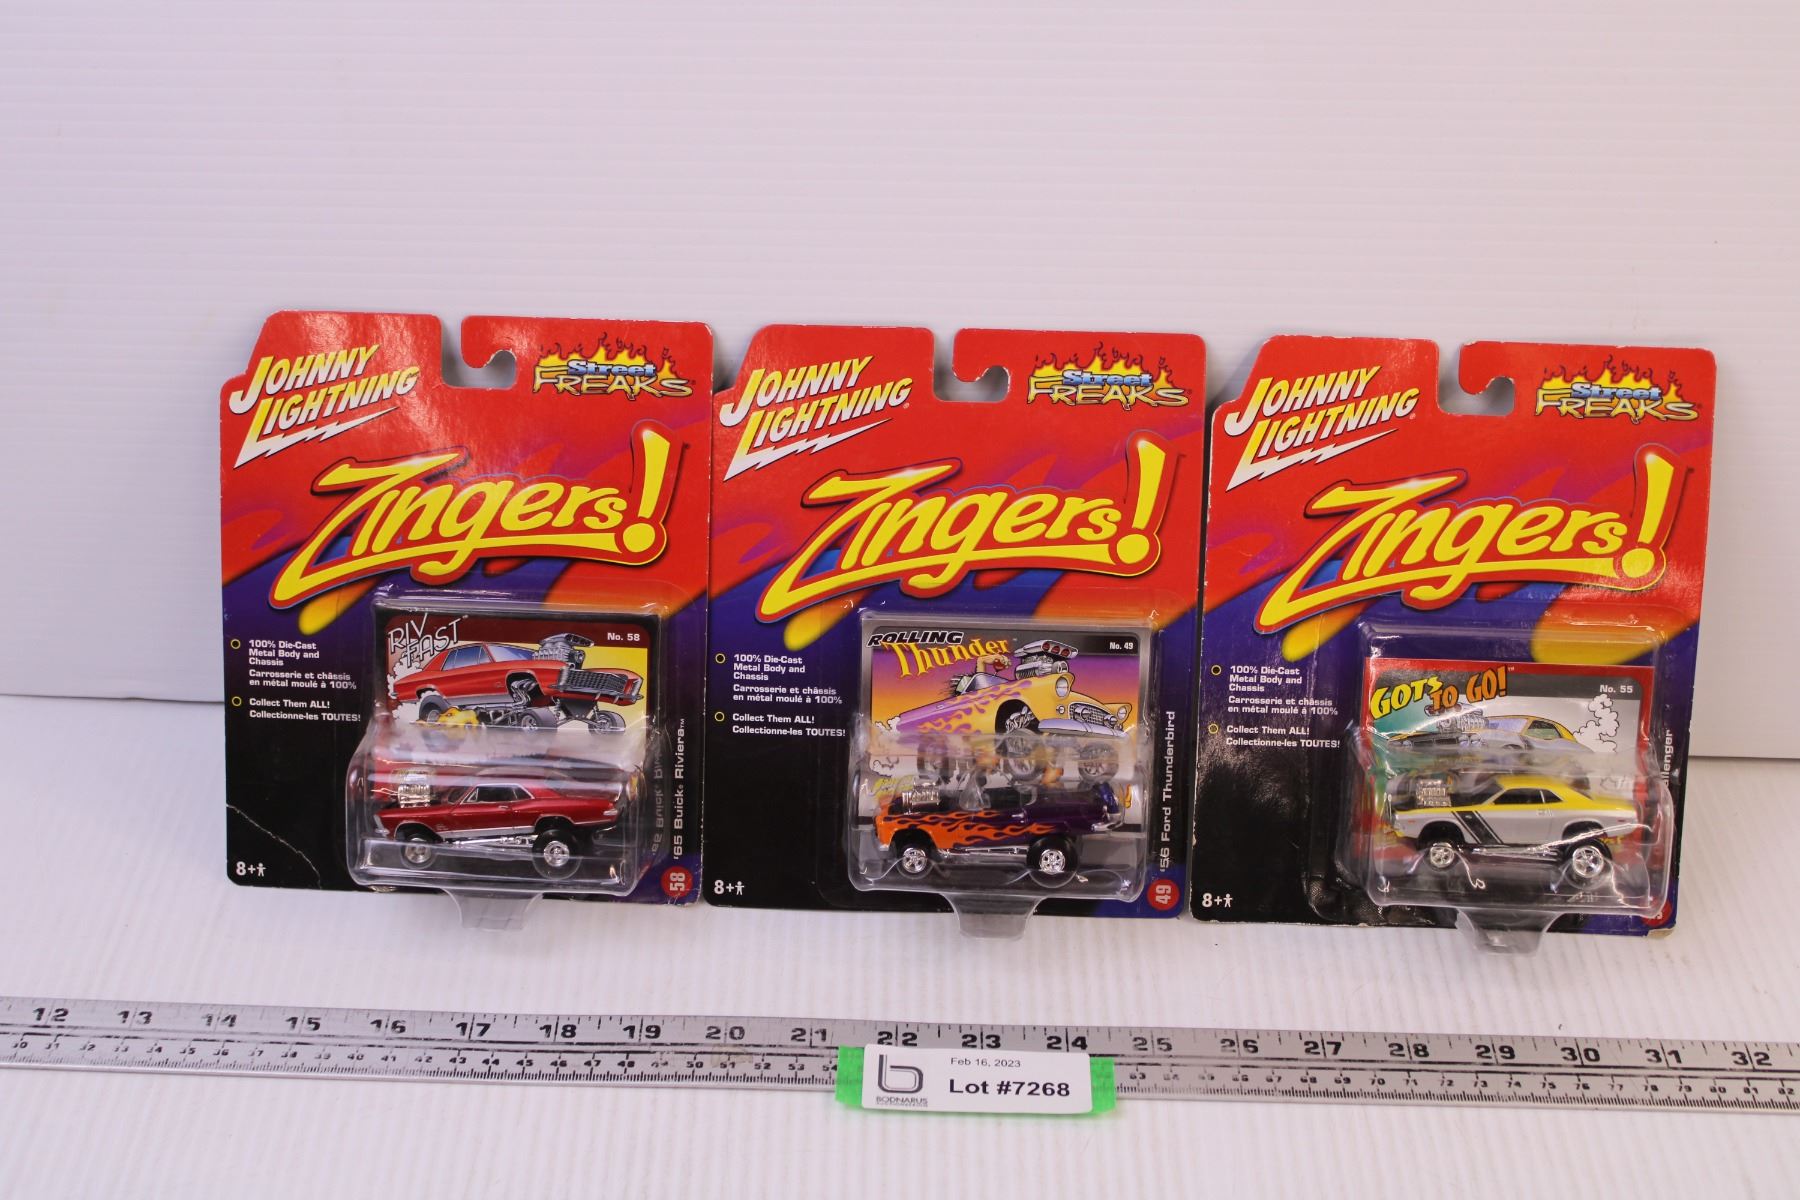 JOHNNY
LIGHTNING
Street
FREAKS
Zingers!
RIV
FAST™
No. 58
100% Die-Cast
Metal Body and
Chassis
Carrosserie et châssis
en métal moulé à 100%
Collect Them ALL!
Collectionne-les TOUTES!
'65 Buick® Riviera™
8+
58
JOHNNY
LIGHTNING®
Street
FREAKS
Zingers!
ROLLING
Thunder™
No. 49
100% Die-Cast
Metal Body and
Chassis
Carrosserie et châssis
en métal moulé à 100%
Collect Them ALL!
Collectionne-les TOUTES!
'56 Ford Thunderbird
8+
49
JOHNNY
LIGHTNING®
Street
FREAKS
Zingers!
GOTS
TO GO!™
No. 55
100% Die-Cast
Metal Body and
Chassis
Carrosserie et châssis
en métal moulé à 100%
Collect Them ALL!
Collectionne-les TOUTES!
8+
12 13 14 15 16 17 18 19 20 21 22 23 24 25 26 27 28 29 30 31 32
Feb 16, 2023
Lot #7268
BODNARUS
AUCTIONEERING